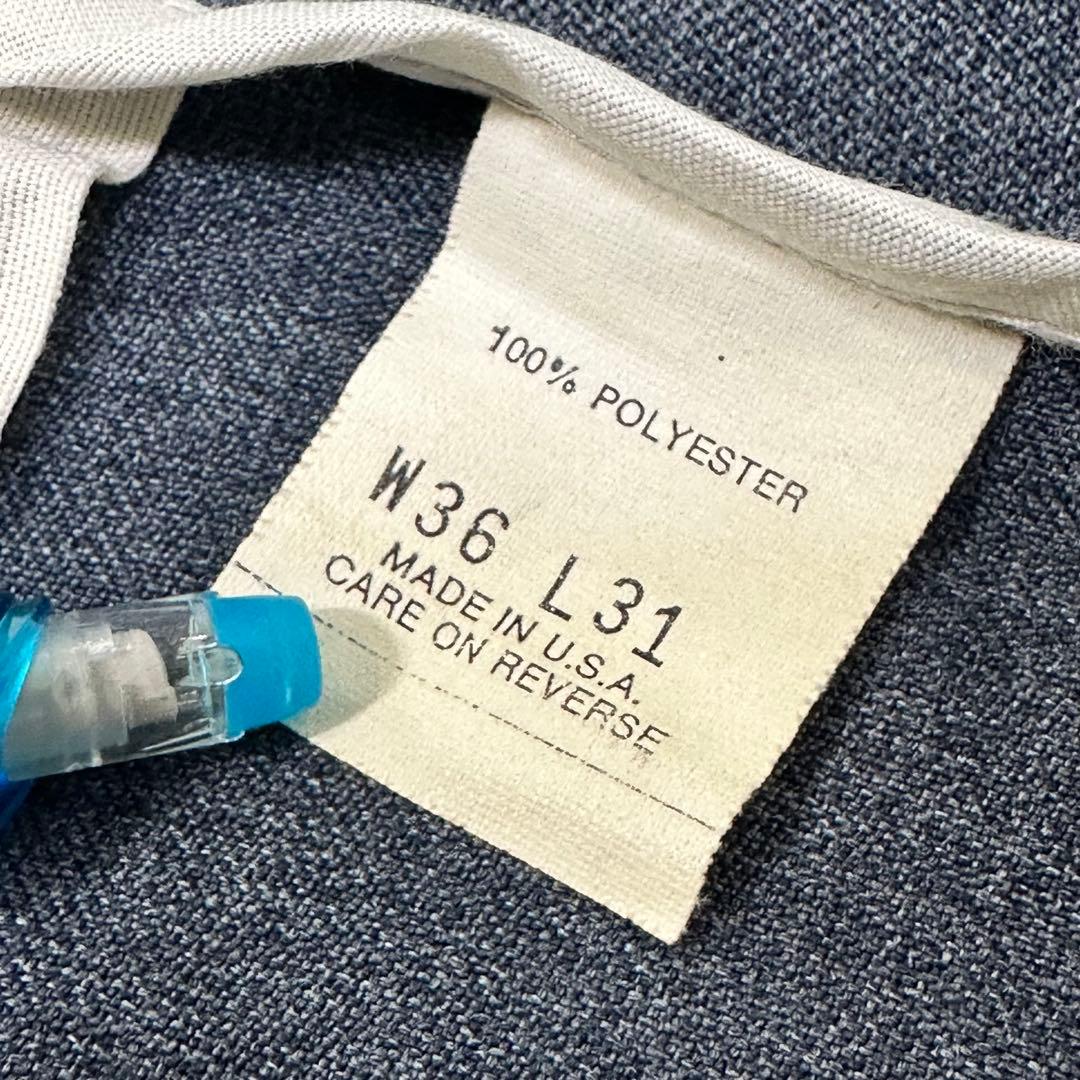 100% POLYESTER
W36 L31
MADE IN U.S.A.
CARE ON REVERSE